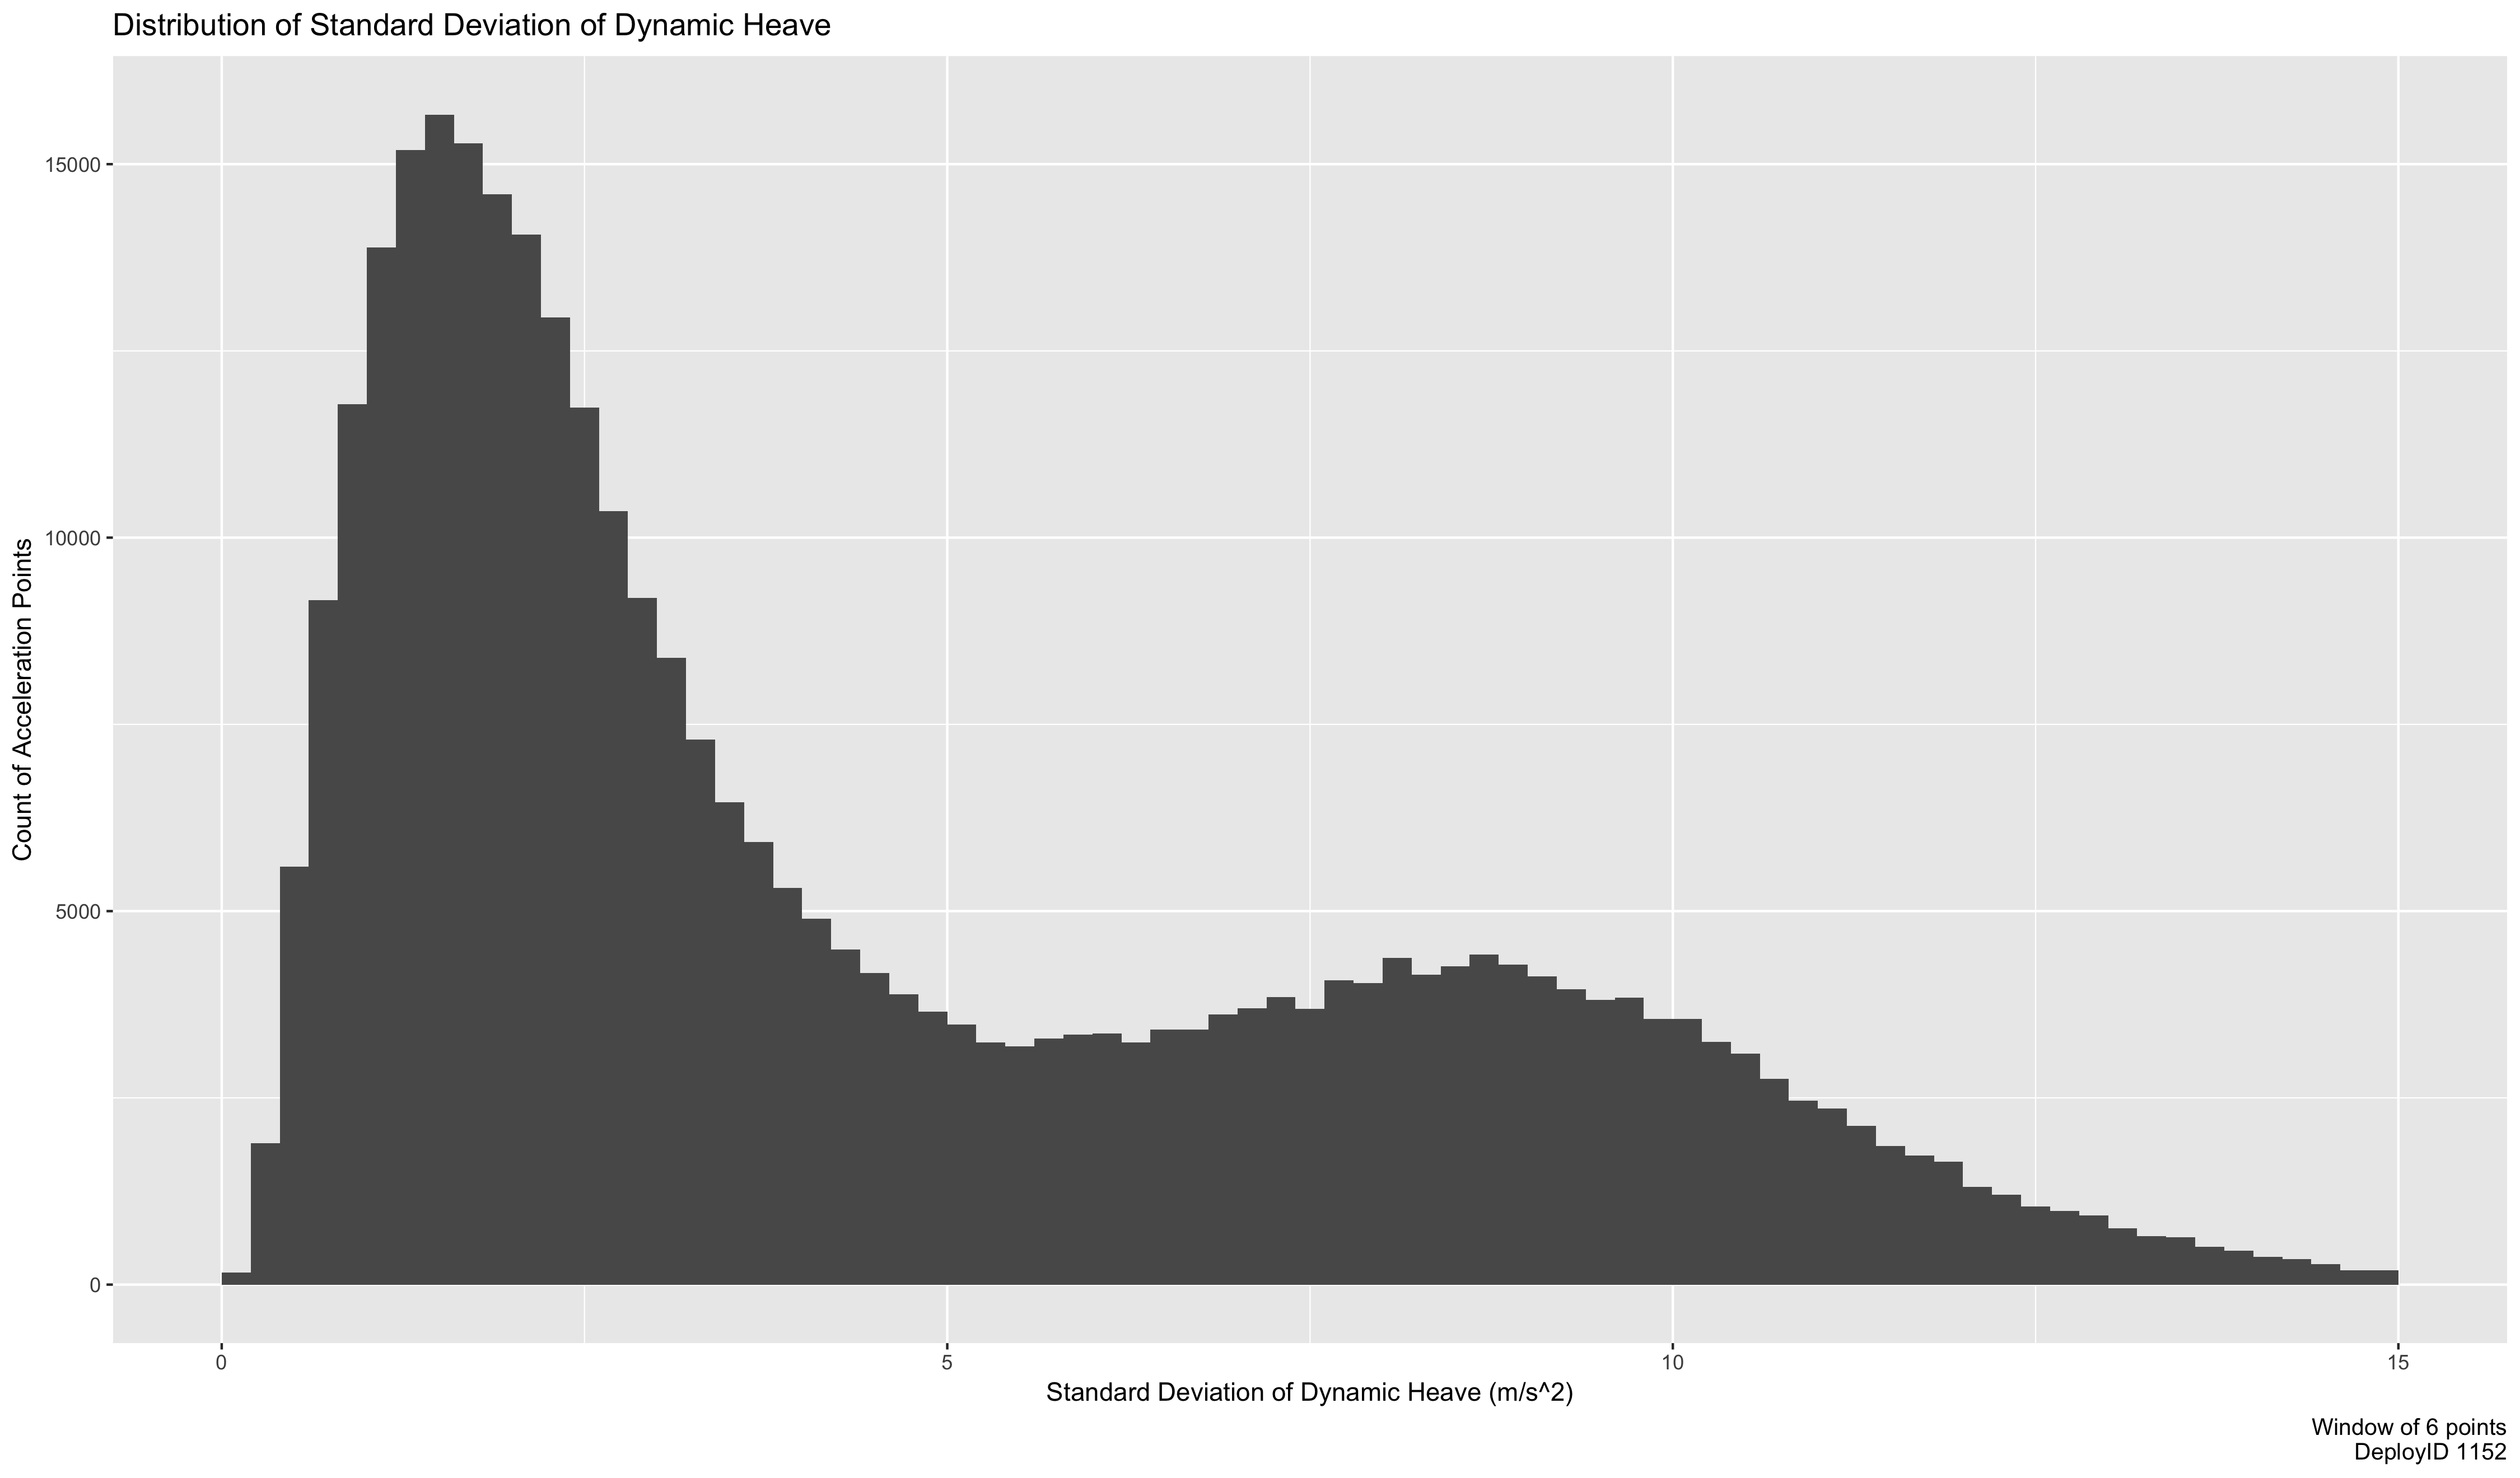 Distribution of Standard Deviation of Dynamic Heave
Count of Acceleration Points
15000
10000
5000
0
0
5
10
15
Standard Deviation of Dynamic Heave (m/s^2)
Window of 6 points
DeployID 1152